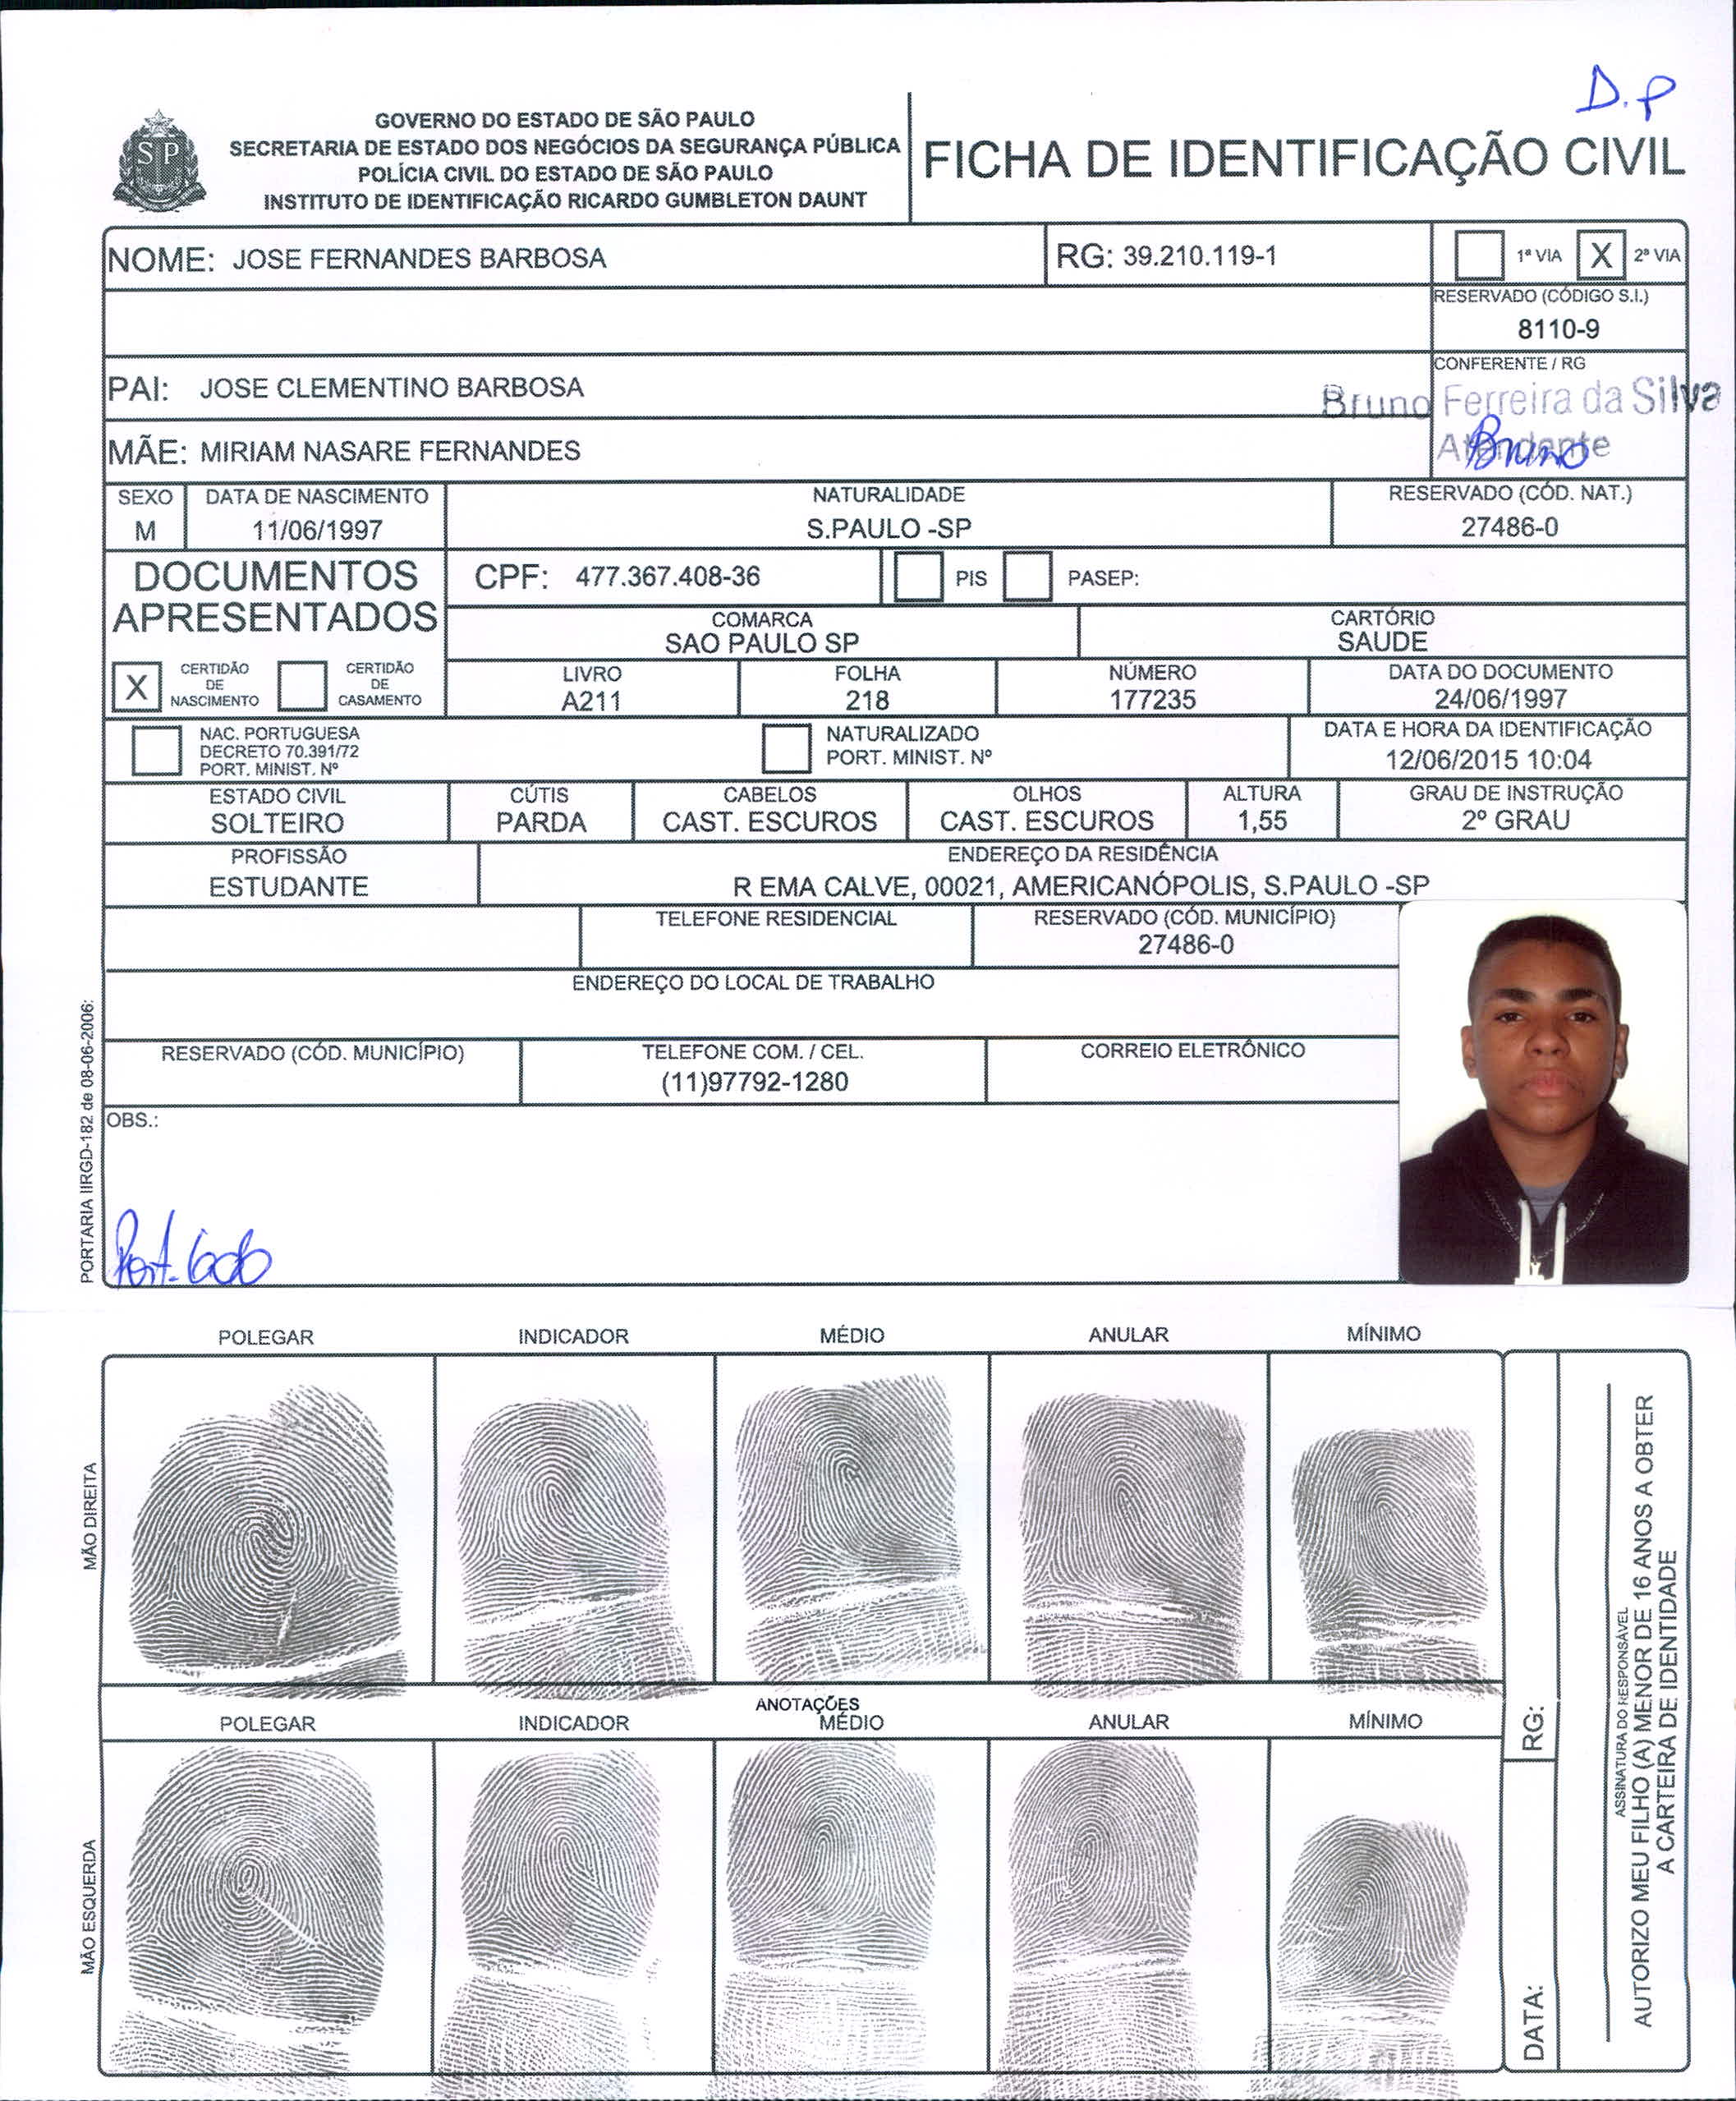 D.P
GOVERNO DO ESTADO DE SÃO PAULO
SECRETARIA DE ESTADO DOS NEGÓCIOS DA SEGURANÇA PÚBLICA
POLÍCIA CIVIL DO ESTADO DE SÃO PAULO
INSTITUTO DE IDENTIFICAÇÃO RICARDO GUMBLETON DAUNT
SP
FICHA DE IDENTIFICAÇÃO CIVIL
NOME: JOSE FERNANDES BARBOSA
RG: 39.210.119-1
1ª VIA X 2ª VIA
RESERVADO (CÓDIGO S.I.)
8110-9
PAI: JOSE CLEMENTINO BARBOSA
CONFERENTE / RG
Bruno Ferreira da Silva
Atendente
Bruno
MÃE: MIRIAM NASARE FERNANDES
SEXO
M
DATA DE NASCIMENTO
11/06/1997
NATURALIDADE
S.PAULO -SP
RESERVADO (CÓD. NAT.)
27486-0
DOCUMENTOS
APRESENTADOS
CPF: 477.367.408-36
PIS
PASEP:
COMARCA
SAO PAULO SP
CARTÓRIO
SAUDE
X CERTIDÃO
DE
NASCIMENTO
CERTIDÃO
DE
CASAMENTO
LIVRO
A211
FOLHA
218
NÚMERO
177235
DATA DO DOCUMENTO
24/06/1997
NAC. PORTUGUESA
DECRETO 70.391/72
PORT. MINIST. Nº
NATURALIZADO
PORT. MINIST. Nº
DATA E HORA DA IDENTIFICAÇÃO
12/06/2015 10:04
ESTADO CIVIL
SOLTEIRO
CÚTIS
PARDA
CABELOS
CAST. ESCUROS
OLHOS
CAST. ESCUROS
ALTURA
1,55
GRAU DE INSTRUÇÃO
2º GRAU
PROFISSÃO
ESTUDANTE
ENDEREÇO DA RESIDÊNCIA
R EMA CALVE, 00021, AMERICANÓPOLIS, S.PAULO -SP
TELEFONE RESIDENCIAL
RESERVADO (CÓD. MUNICÍPIO)
27486-0
ENDEREÇO DO LOCAL DE TRABALHO
RESERVADO (CÓD. MUNICÍPIO)
TELEFONE COM. / CEL.
(11)97792-1280
CORREIO ELETRÔNICO
OBS.:
PORTARIA IIRGD-182 de 08-06-2006:
POLEGAR INDICADOR MÉDIO ANULAR MÍNIMO
MÃO DIREITA
ANOTAÇÕES
POLEGAR INDICADOR MÉDIO ANULAR MÍNIMO
MÃO ESQUERDA
RG:
DATA:
ASSINATURA DO RESPONSÁVEL
AUTORIZO MEU FILHO (A) MENOR DE 16 ANOS A OBTER
A CARTEIRA DE IDENTIDADE